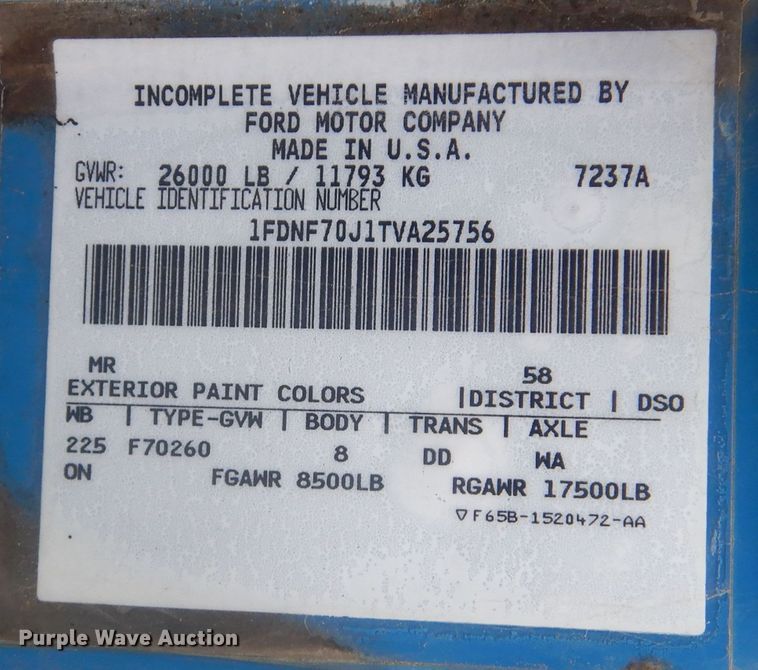 INCOMPLETE VEHICLE MANUFACTURED BY
FORD MOTOR COMPANY
MADE IN U.S.A.
GVWR: 26000 LB / 11793 KG 7237A
VEHICLE IDENTIFICATION NUMBER
1FDNF70J1TVA25756
MR 58
EXTERIOR PAINT COLORS | DISTRICT | DSO
WB | TYPE-GVW | BODY | TRANS | AXLE
225 F70260 8 DD WA
ON FGAWR 8500LB RGAWR 17500LB
▽F65B-1520472-AA
Purple Wave Auction